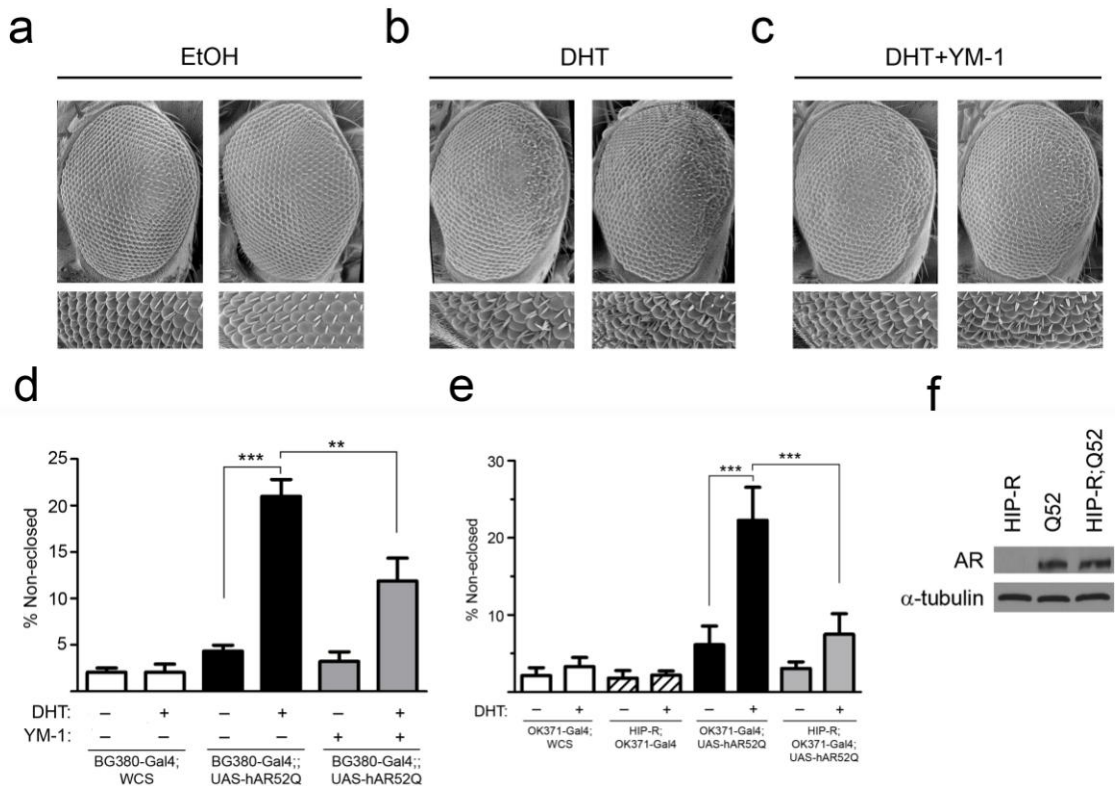 a
EtOH
b
DHT
c
DHT+YM-1
d
25
20
15
10
5
% Non-eclosed
***
**
DHT: – + – + – +
YM-1: – – – – + +
BG380-Gal4;
WCS
BG380-Gal4;;
UAS-hAR52Q
BG380-Gal4;;
UAS-hAR52Q
e
30
20
10
% Non-eclosed
***
***
DHT: – + – + – + – +
OK371-Gal4;
WCS
HIP-R;
OK371-Gal4
OK371-Gal4;
UAS-hAR52Q
HIP-R;
OK371-Gal4;
UAS-hAR52Q
f
HIP-R
Q52
HIP-R;Q52
AR
α-tubulin